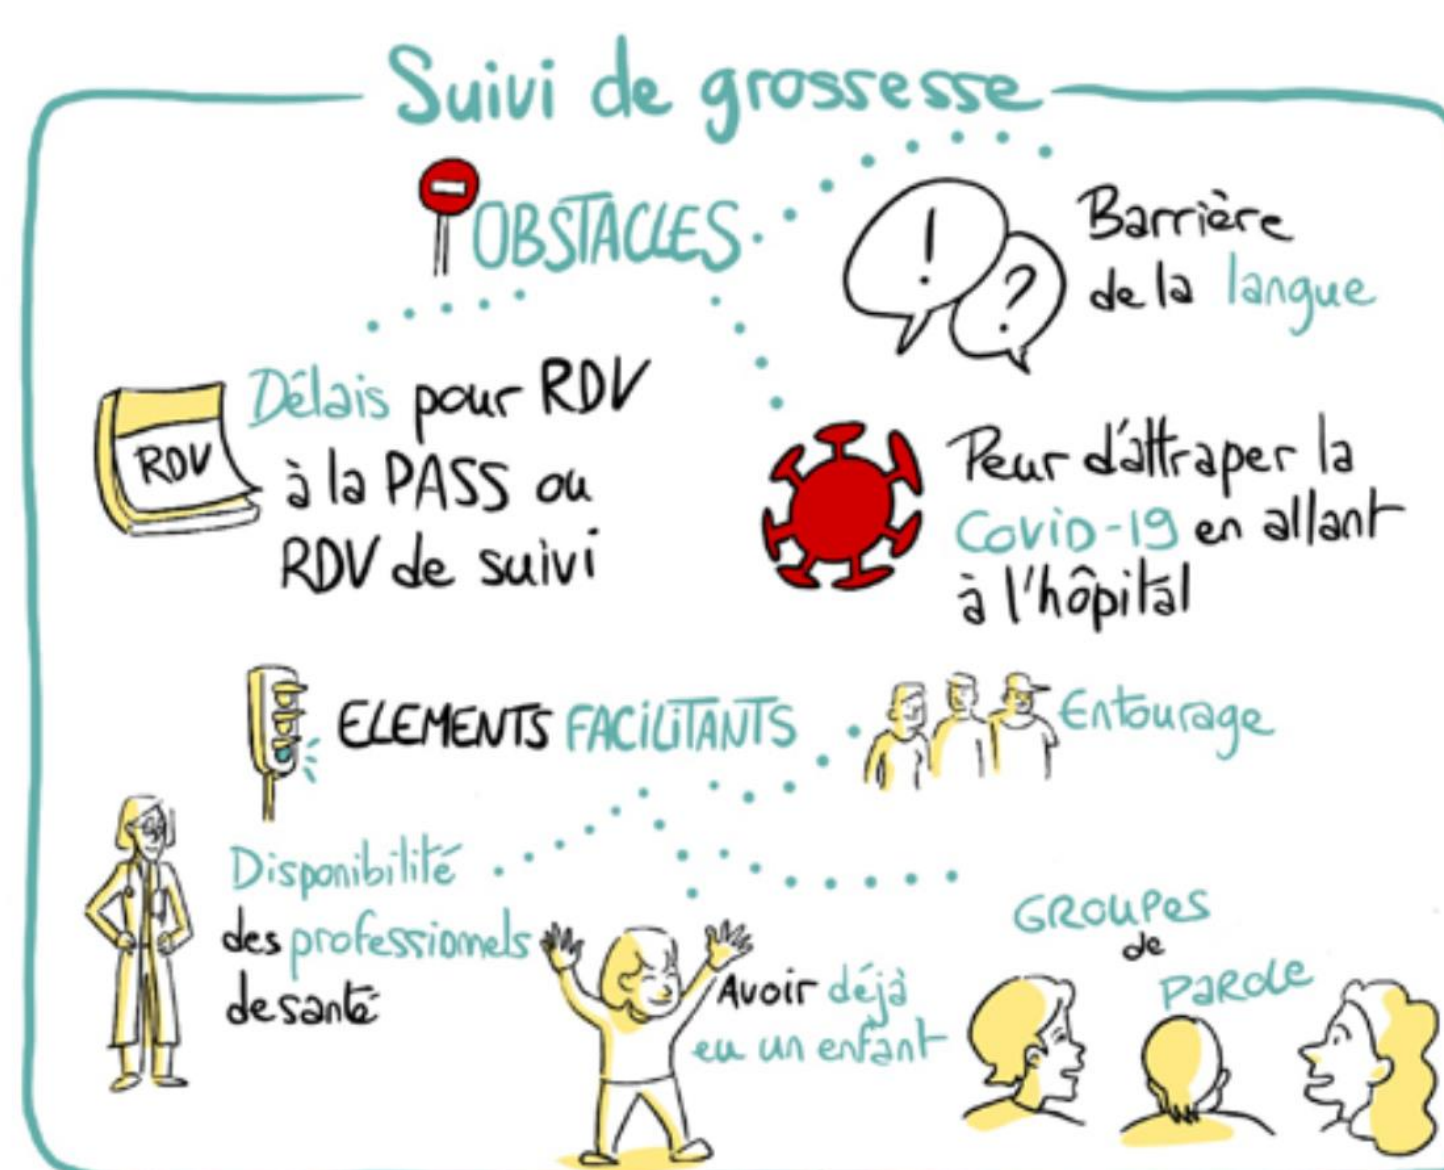 Suivi de grossesse
OBSTACLES
!
?
Barrière
de la langue
RDV
Délais pour RDV
à la PASS ou
RDV de suivi
Peur d'attraper la
Covid-19 en allant
à l'hôpital
ELEMENTS FACILITANTS
Entourage
Disponibilité
des professionnels
de santé
Avoir déjà
eu un enfant
GROUPES
de
PAROLE